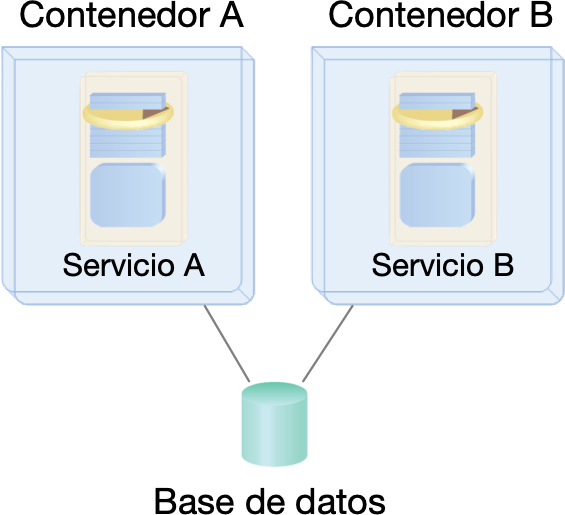 Contenedor A
Contenedor B
Servicio A
Servicio B
Base de datos